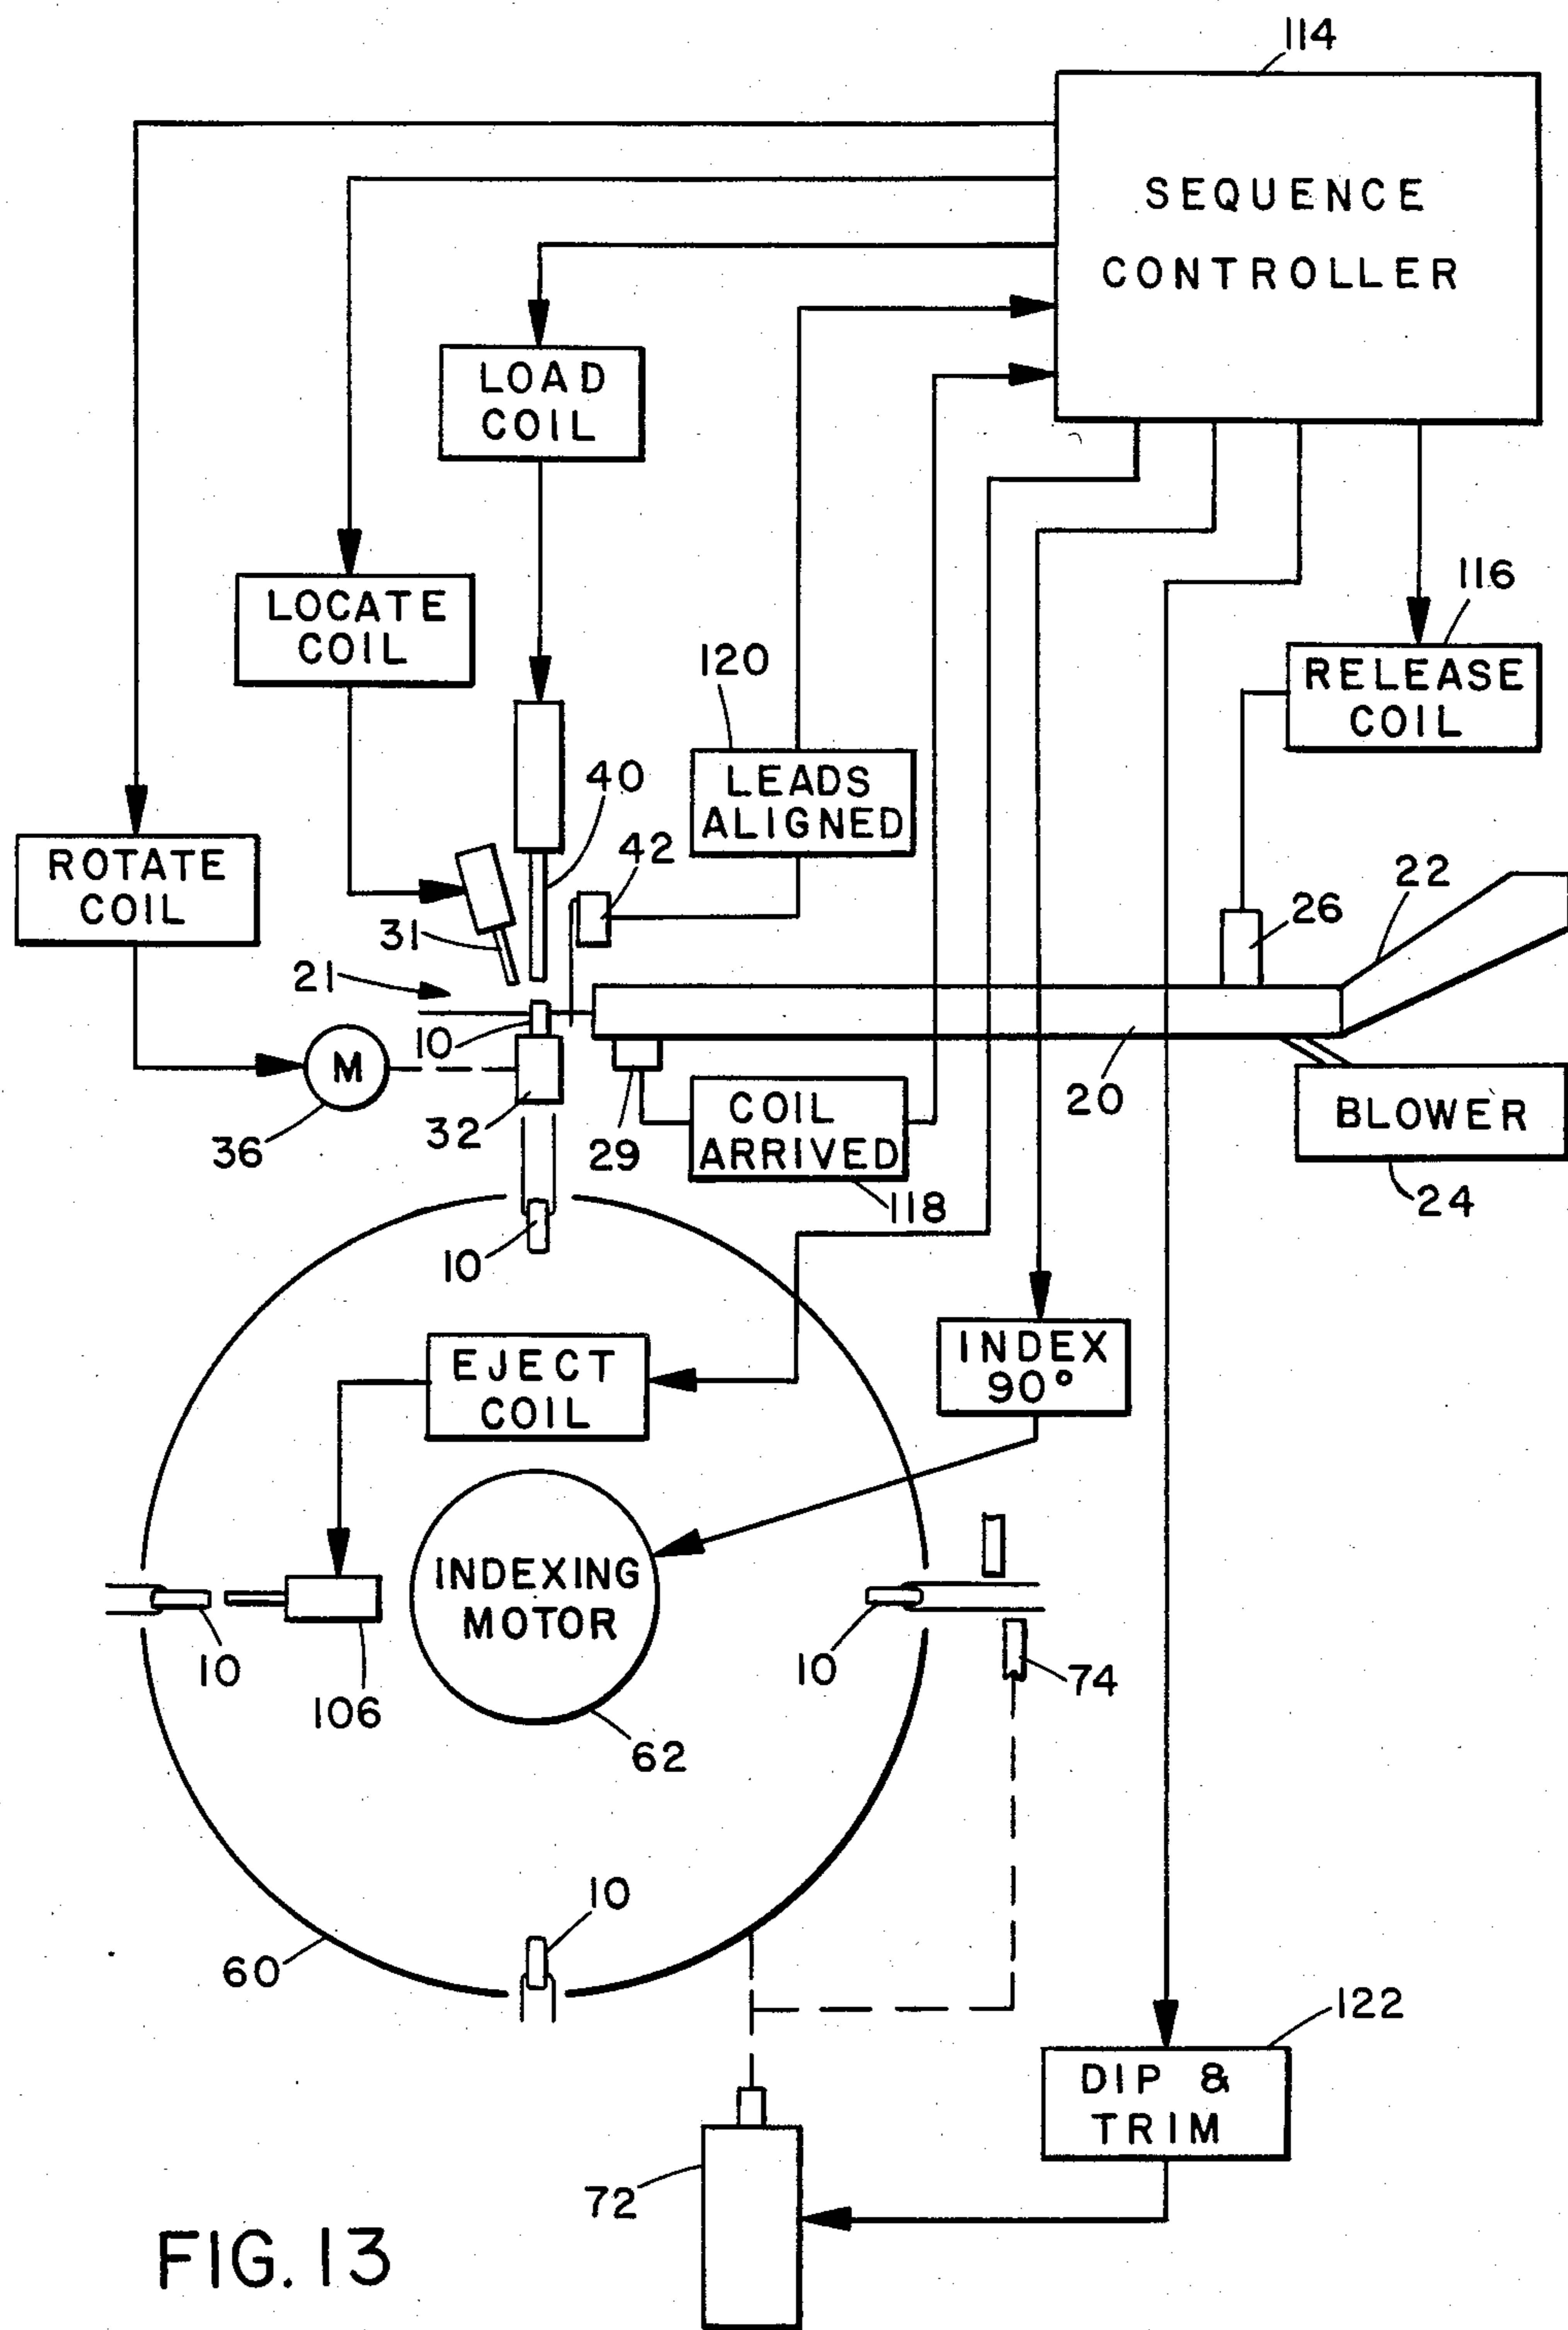 114
SEQUENCE
CONTROLLER
LOAD
COIL
LOCATE
COIL
116
RELEASE
COIL
120
LEADS
ALIGNED
40
42
ROTATE
COIL
31
22
26
21
10
M
36
32
29
COIL
ARRIVED
118
20
BLOWER
24
10
EJECT
COIL
INDEX
90°
INDEXING
MOTOR
10
106
62
10
74
10
60
122
DIP &
TRIM
72
FIG. 13